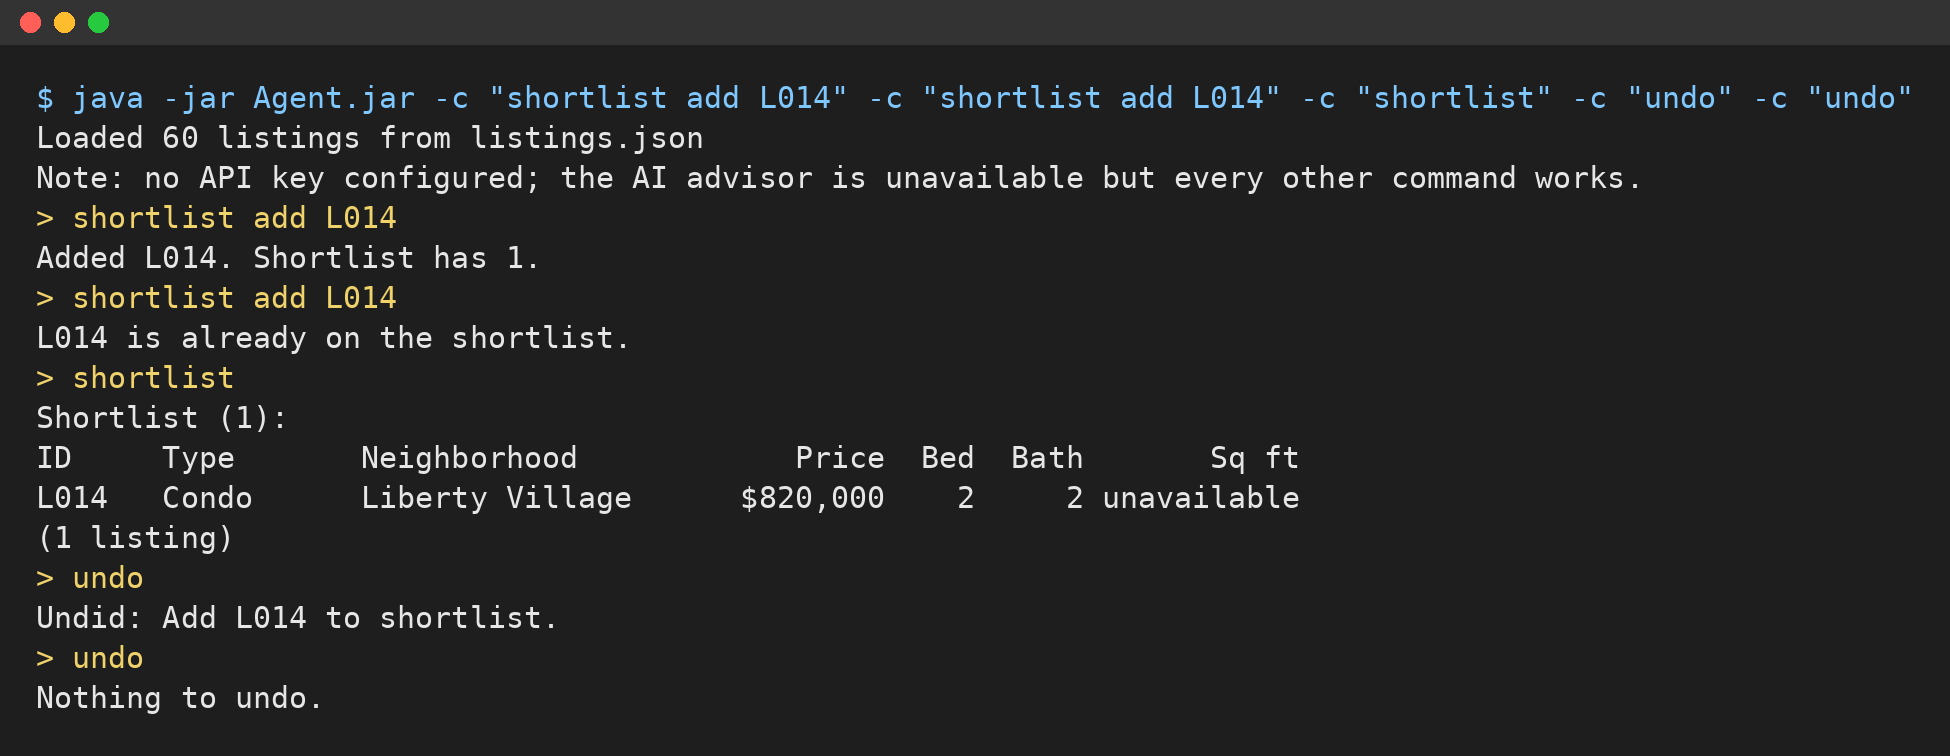 $ java -jar Agent.jar -c "shortlist add L014" -c "shortlist add L014" -c "shortlist" -c "undo" -c "undo"
Loaded 60 listings from listings.json
Note: no API key configured; the AI advisor is unavailable but every other command works.
> shortlist add L014
Added L014. Shortlist has 1.
> shortlist add L014
L014 is already on the shortlist.
> shortlist
Shortlist (1):
ID     Type       Neighborhood            Price  Bed  Bath       Sq ft
L014   Condo      Liberty Village      $820,000    2     2 unavailable
(1 listing)
> undo
Undid: Add L014 to shortlist.
> undo
Nothing to undo.